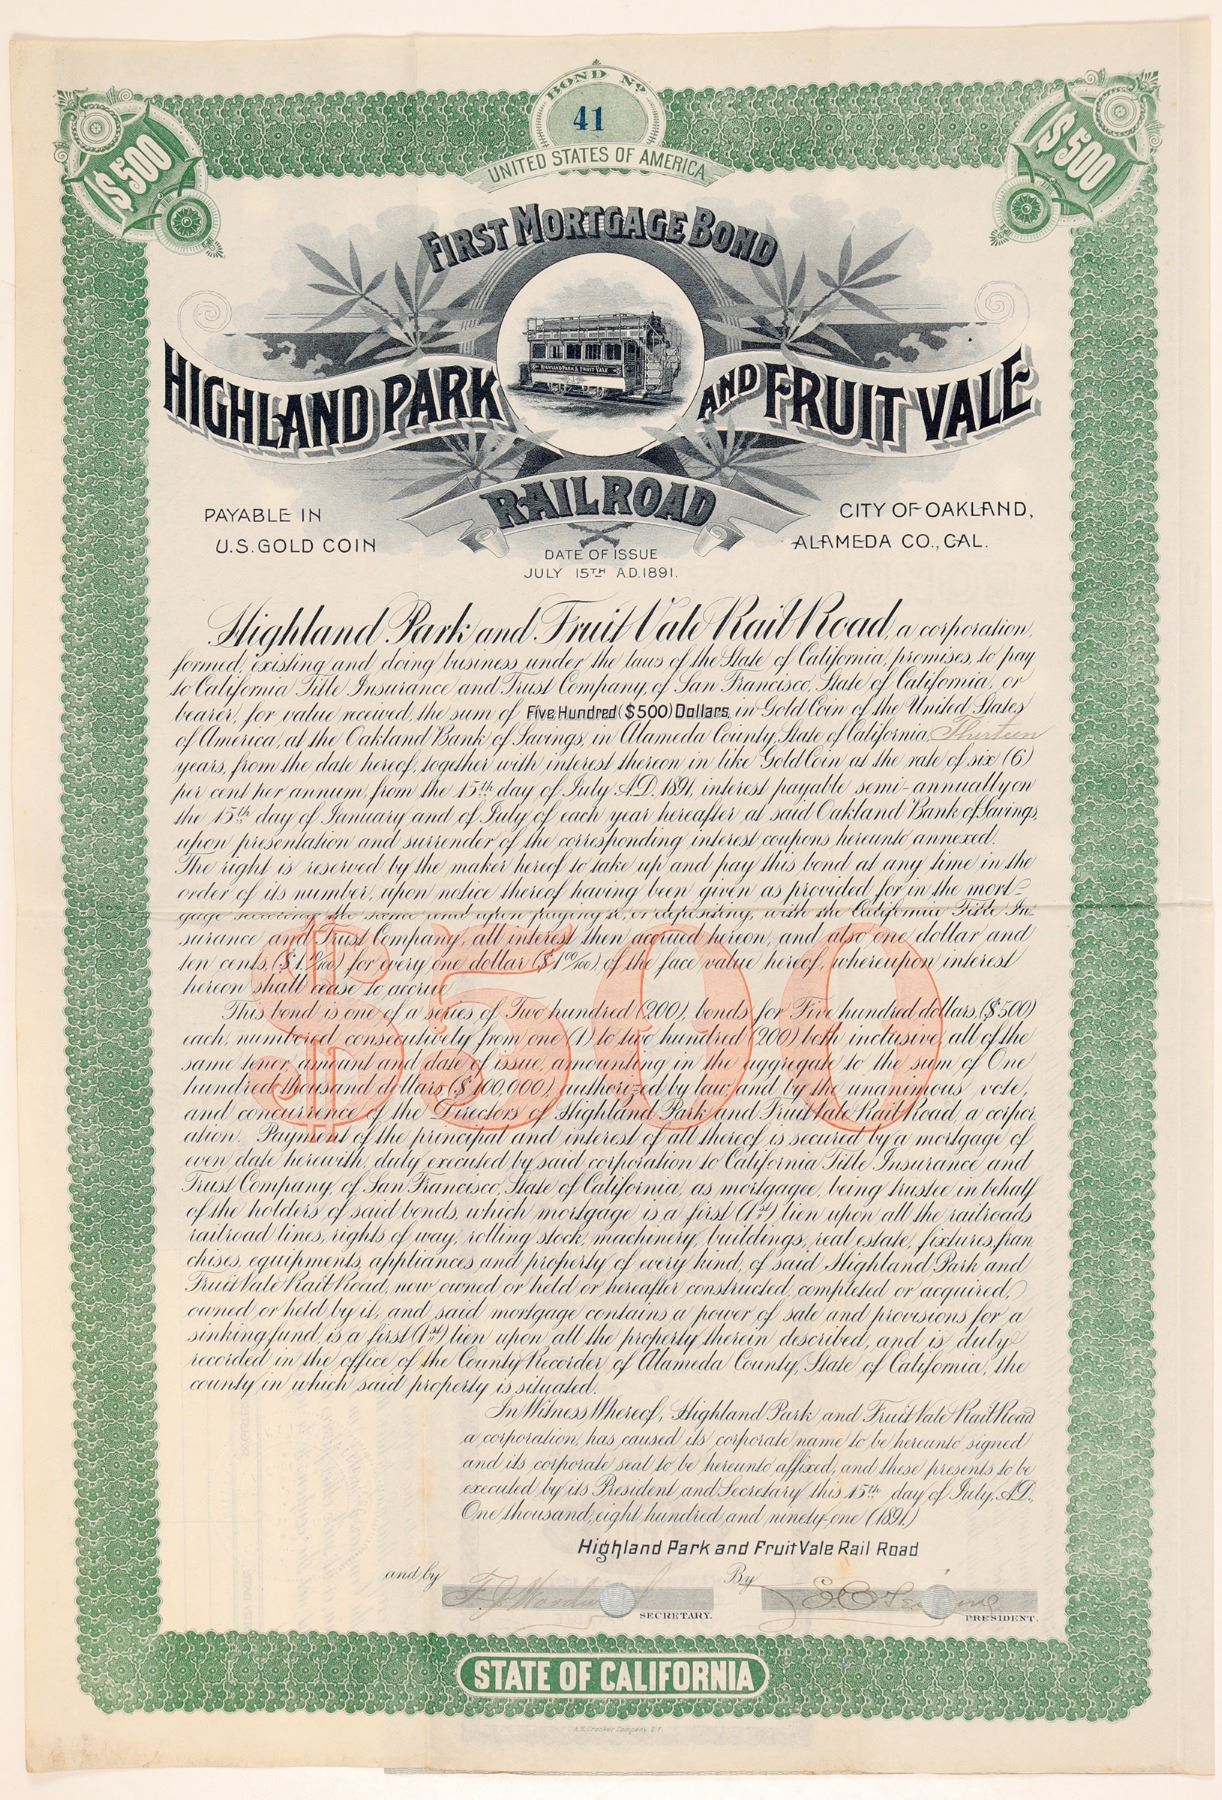 BOND No.
41
UNITED STATES OF AMERICA
$500
$500
FIRST MORTGAGE BOND
HIGHLAND PARK & FRUIT VALE
HIGHLAND PARK AND FRUIT VALE
RAILROAD
PAYABLE IN
U.S. GOLD COIN
CITY OF OAKLAND,
ALAMEDA CO., CAL.
DATE OF ISSUE
JULY 15TH A.D. 1891.
Highland Park and Fruit Vale Rail Road, a corporation,
formed, existing and doing business under the laws of the State of California, promises, to pay
to California Title Insurance and Trust Company, of San Francisco, State of California, or
bearer, for value received, the sum of Five Hundred ($500) Dollars, in Gold Coin of the United States
of America, at the Oakland Bank of Savings, in Alameda County, State of California, Thirteen
years, from the date hereof, together with interest thereon in like Gold Coin at the rate of six (6)
per cent per annum, from the 15th day of July A.D. 1891, interest payable semi-annually on
the 15th day of January and of July of each year hereafter at said Oakland Bank of Savings,
upon presentation and surrender of the corresponding interest coupons hereunto annexed.
The right is reserved by the maker hereof to take up and pay this bond at any time in the
order of its number, upon notice thereof having been given as provided for in the mort-
gage securing the same and upon paying it, or depositing, with the California Title In-
surance and Trust Company, all interest then accrued hereon, and also one dollar and
ten cents, ($1 10/100) for every one dollar ($1 00/100) of the face value hereof, whereupon interest
hereon shall cease to accrue
$500
This bond is one of a series of Two hundred (200), bonds for Five hundred dollars, ($500)
each, numbered consecutively from one (1) to two hundred (200) both inclusive, all of the
same tenor, amount and date of issue, amounting in the aggregate to the sum of One
hundred thousand dollars ($100,000), authorized by law, and by the unanimous vote,
and concurrence of the Directors of Highland Park and Fruit Vale Rail Road, a corpor
ation. Payment of the principal and interest of all thereof is secured by a mortgage of
even date herewith, duly executed by said corporation to California Title Insurance and
Trust Company, of San Francisco, State of California, as mortgagee, being trustee in behalf
of the holders of said bonds, which mortgage is a first (1st) lien upon all the railroads
railroad lines, rights of way, rolling stock, machinery, buildings, real estate, fixtures, fran
chises, equipments, appliances and property of every kind, of said Highland Park and
Fruit Vale Rail Road, now owned or held or hereafter constructed, completed or acquired,
owned or held by it, and said mortgage contains a power of sale and provisions for a
sinking fund, is a first (1st) lien upon all the property therein described, and is duly
recorded in the office of the County Recorder, of Alameda County, State of California, the
county in which said property is situated.
In Witness Whereof, Highland Park and Fruit Vale Rail Road
a corporation, has caused its corporate name to be hereunto signed
and its corporate seal to be hereunto affixed, and these presents to be
executed by its President and Secretary this 15th day of July, A.D.,
One thousand, eight hundred and ninety-one (1891.)
Highland Park and Fruit Vale Rail Road
and by F. J. SECRETARY.
By PRESIDENT.
STATE OF CALIFORNIA
Crocker Company, S.F.